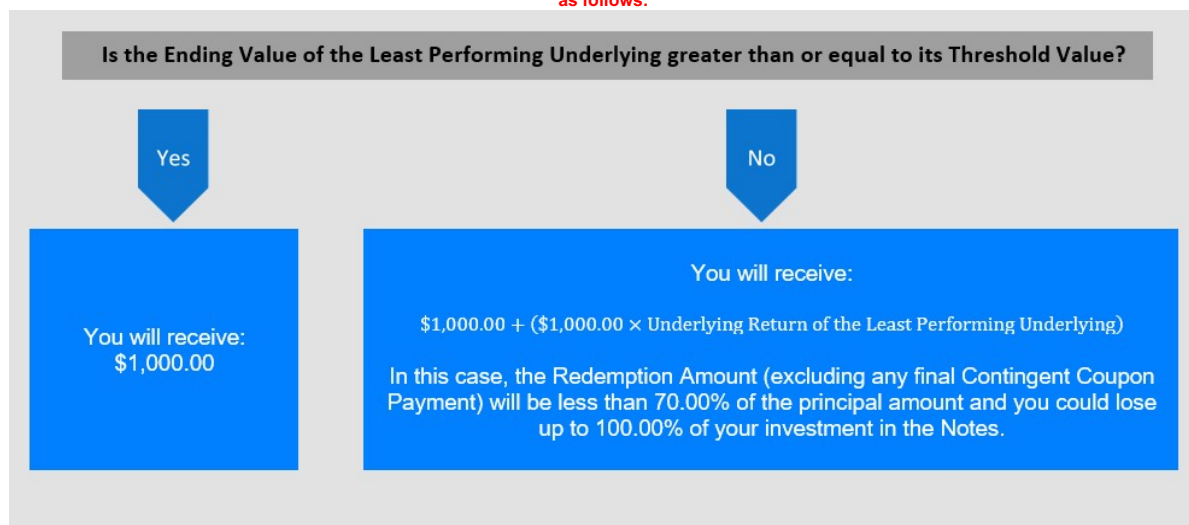 as follows:
Is the Ending Value of the Least Performing Underlying greater than or equal to its Threshold Value?
Yes
No
You will receive:
$1,000.00
You will receive:
$1,000.00 + ($1,000.00 × Underlying Return of the Least Performing Underlying)
In this case, the Redemption Amount (excluding any final Contingent Coupon
Payment) will be less than 70.00% of the principal amount and you could lose
up to 100.00% of your investment in the Notes.